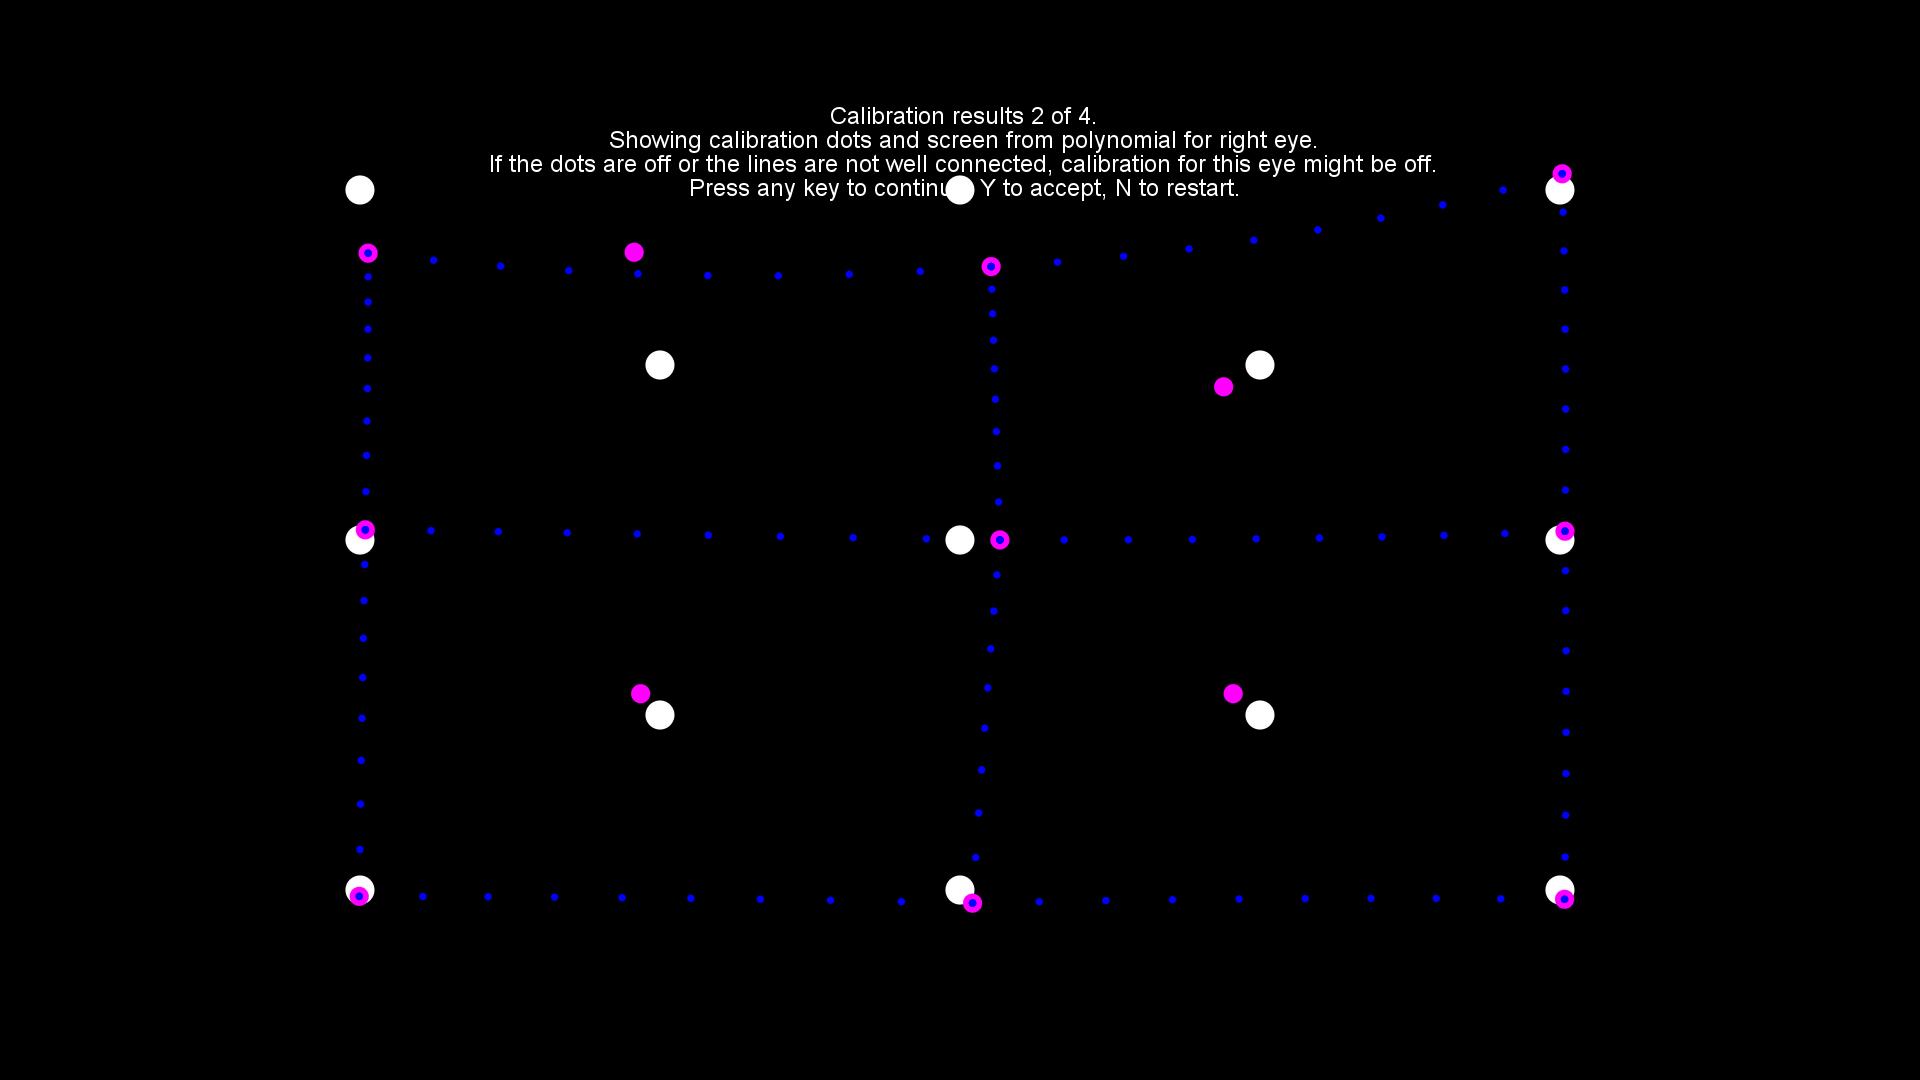 Calibration results 2 of 4.
Showing calibration dots and screen from polynomial for right eye.
If the dots are off or the lines are not well connected, calibration for this eye might be off.
Press any key to continu Y to accept, N to restart.